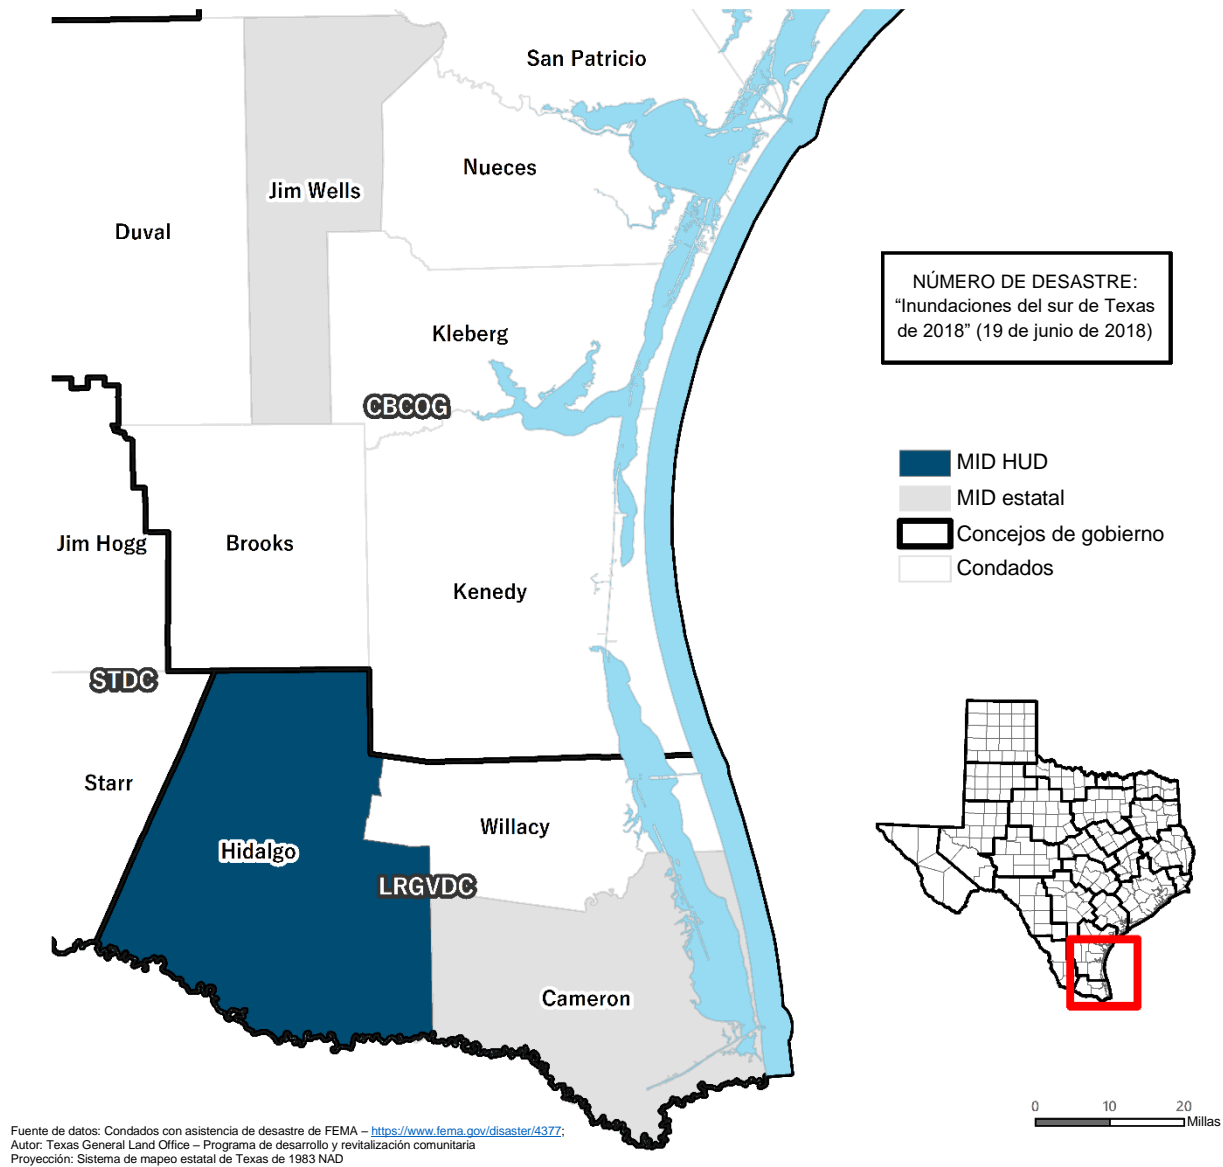 San Patricio
Nueces
Jim Wells
Duval
NÚMERO DE DESASTRE:
“Inundaciones del sur de Texas
de 2018” (19 de junio de 2018)
Kleberg
CBCOG
MID HUD
MID estatal
Concejos de gobierno
Condados
Jim Hogg
Brooks
Kenedy
STDC
Starr
Willacy
Hidalgo
LRGVDC
Cameron
0 10 20
Millas
Fuente de datos: Condados con asistencia de desastre de FEMA – https://www.fema.gov/disaster/4377;
Autor: Texas General Land Office – Programa de desarrollo y revitalización comunitaria
Proyección: Sistema de mapeo estatal de Texas de 1983 NAD